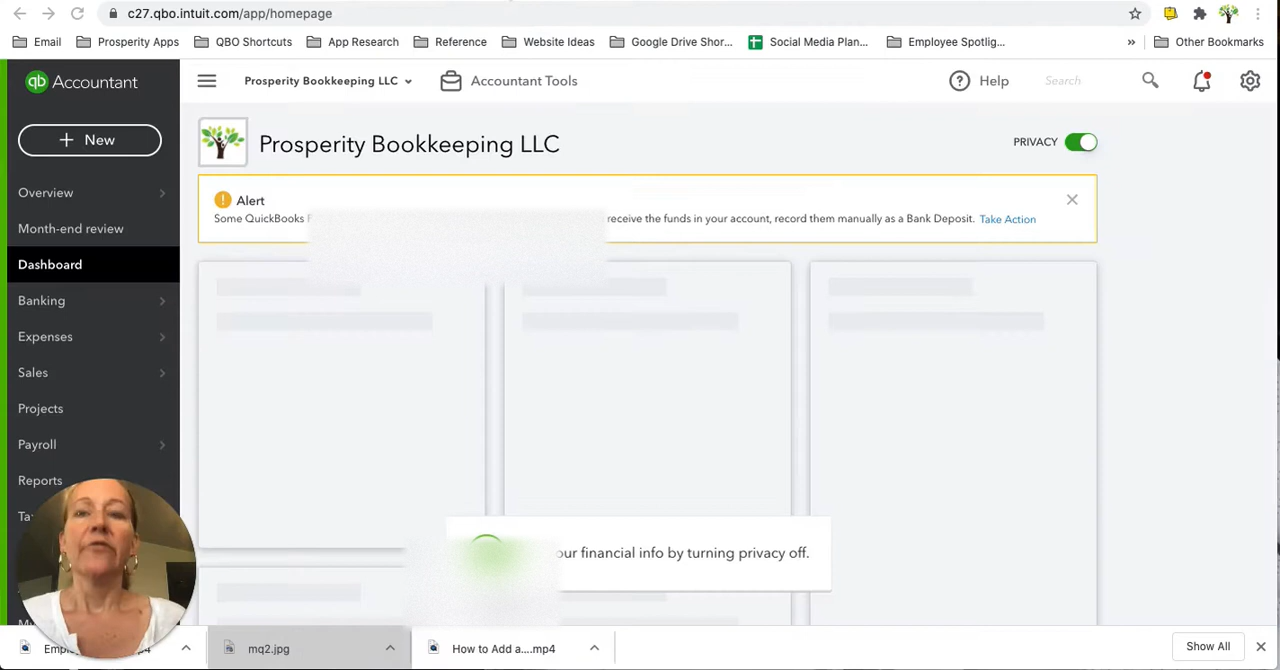 c27.qbo.intuit.com/app/homepage
Email Prosperity Apps QBO Shortcuts App Research Reference Website Ideas Google Drive Shor... Social Media Plan... Employee Spotlig... » Other Bookmarks
qb Accountant
Prosperity Bookkeeping LLC
Accountant Tools
Help
Search
+ New
Prosperity Bookkeeping LLC
PRIVACY
Alert
Some QuickBooks receive the funds in your account, record them manually as a Bank Deposit. Take Action
Overview
Month-end review
Dashboard
Banking
Expenses
Sales
Projects
Payroll
Reports
our financial info by turning privacy off.
mq2.jpg
How to Add a....mp4
Show All